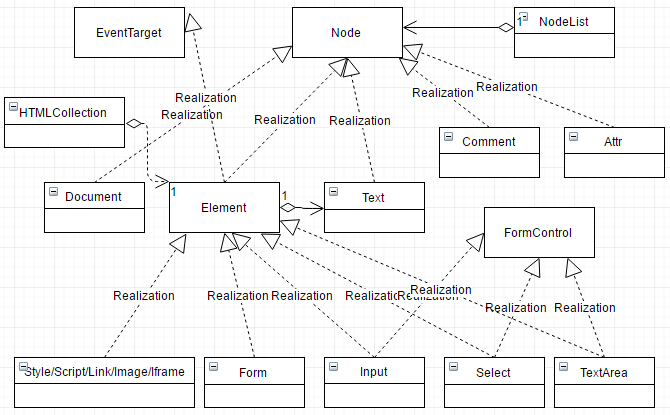 EventTarget
Node
1
NodeList
Realization
Realization
Realization
Realization
Realization
Realization
HTMLCollection
Comment
Attr
Document
1
Element
1
Text
FormControl
Realization
Realization
Realization
Realization
Realization
Realization
Realization
Realization
Style/Script/Link/Image/Iframe
Form
Input
Select
TextArea